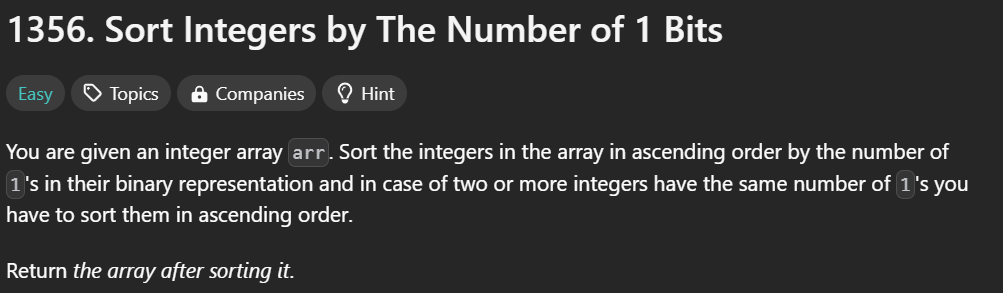 1356. Sort Integers by The Number of 1 Bits
Easy Topics Companies Hint
You are given an integer array arr. Sort the integers in the array in ascending order by the number of
1's in their binary representation and in case of two or more integers have the same number of 1's you
have to sort them in ascending order.
Return the array after sorting it.